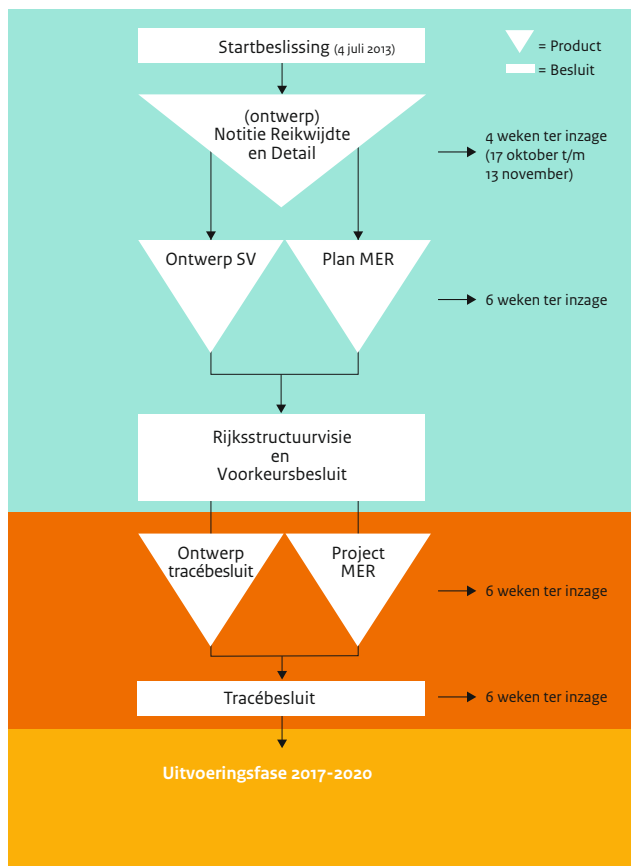 Startbeslissing (4 juli 2013)
= Product
= Besluit
(ontwerp)
Notitie Reikwijdte
en Detail
4 weken ter inzage
(17 oktober t/m
13 november)
Ontwerp SV
Plan MER
6 weken ter inzage
Rijksstructuurvisie
en
Voorkeursbesluit
Ontwerp
tracébesluit
Project
MER
6 weken ter inzage
Tracébesluit
6 weken ter inzage
Uitvoeringsfase 2017-2020